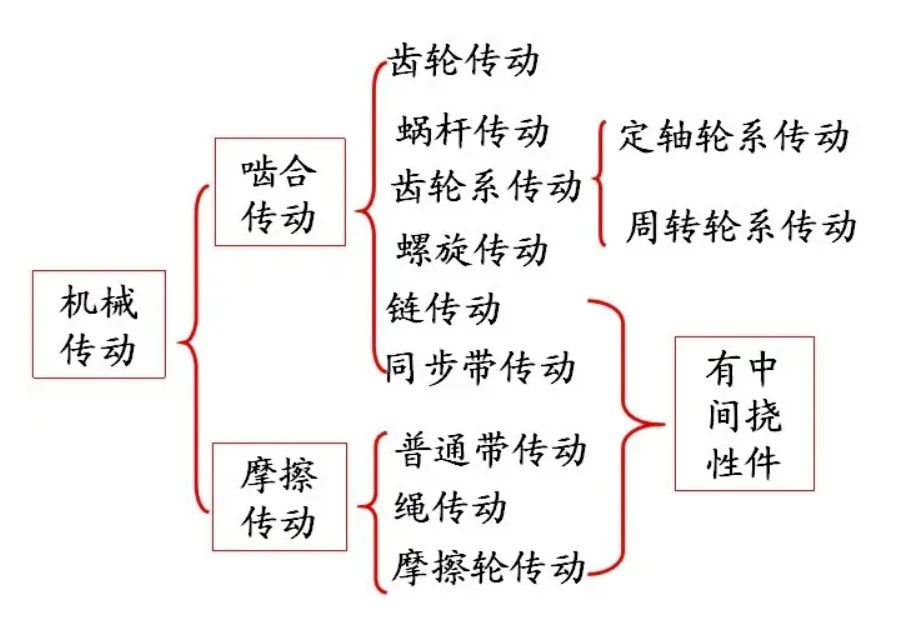 机械
传动
啮合
传动
齿轮传动
蜗杆传动
齿轮系传动
定轴轮系传动
周转轮系传动
螺旋传动
链传动
同步带传动
摩擦
传动
普通带传动
绳传动
摩擦轮传动
有中
间挠
性件